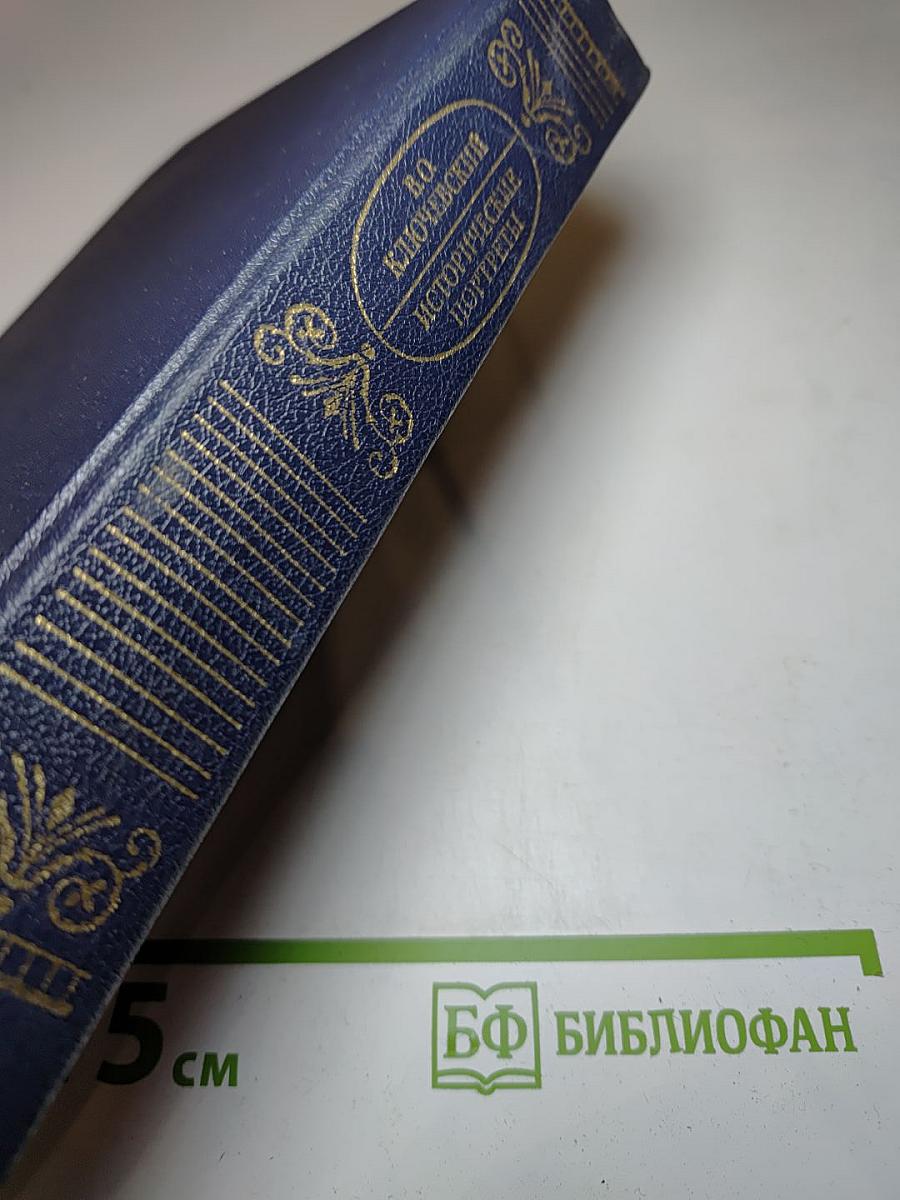 В.О.
КЛЮЧЕВСКИЙ
ИСТОРИЧЕСКИЕ
ПОРТРЕТЫ
5 см
БФ БИБЛИОФАН